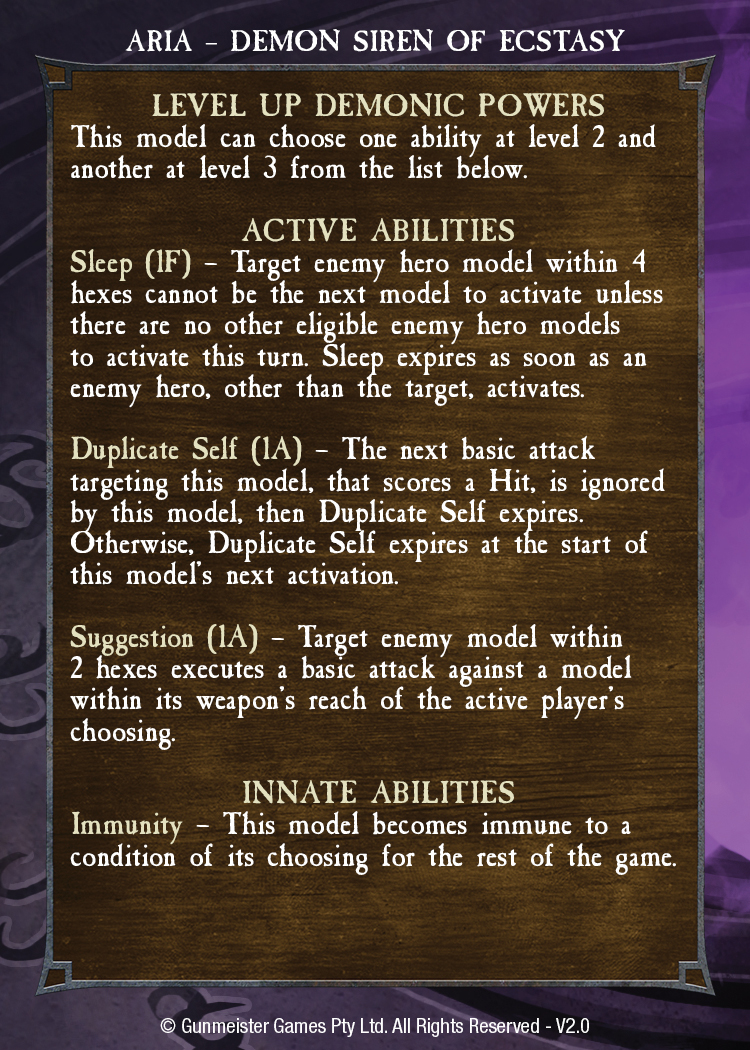 ARIA – DEMON SIREN OF ECSTASY
LEVEL UP DEMONIC POWERS
This model can choose one ability at level 2 and
another at level 3 from the list below.
ACTIVE ABILITIES
Sleep (1F) – Target enemy hero model within 4
hexes cannot be the next model to activate unless
there are no other eligible enemy hero models
to activate this turn. Sleep expires as soon as an
enemy hero, other than the target, activates.
Duplicate Self (1A) – The next basic attack
targeting this model, that scores a Hit, is ignored
by this model, then Duplicate Self expires.
Otherwise, Duplicate Self expires at the start of
this model's next activation.
Suggestion (1A) – Target enemy model within
2 hexes executes a basic attack against a model
within its weapon's reach of the active player's
choosing.
INNATE ABILITIES
Immunity – This model becomes immune to a
condition of its choosing for the rest of the game.
© Gunmeister Games Pty Ltd. All Rights Reserved - V2.0